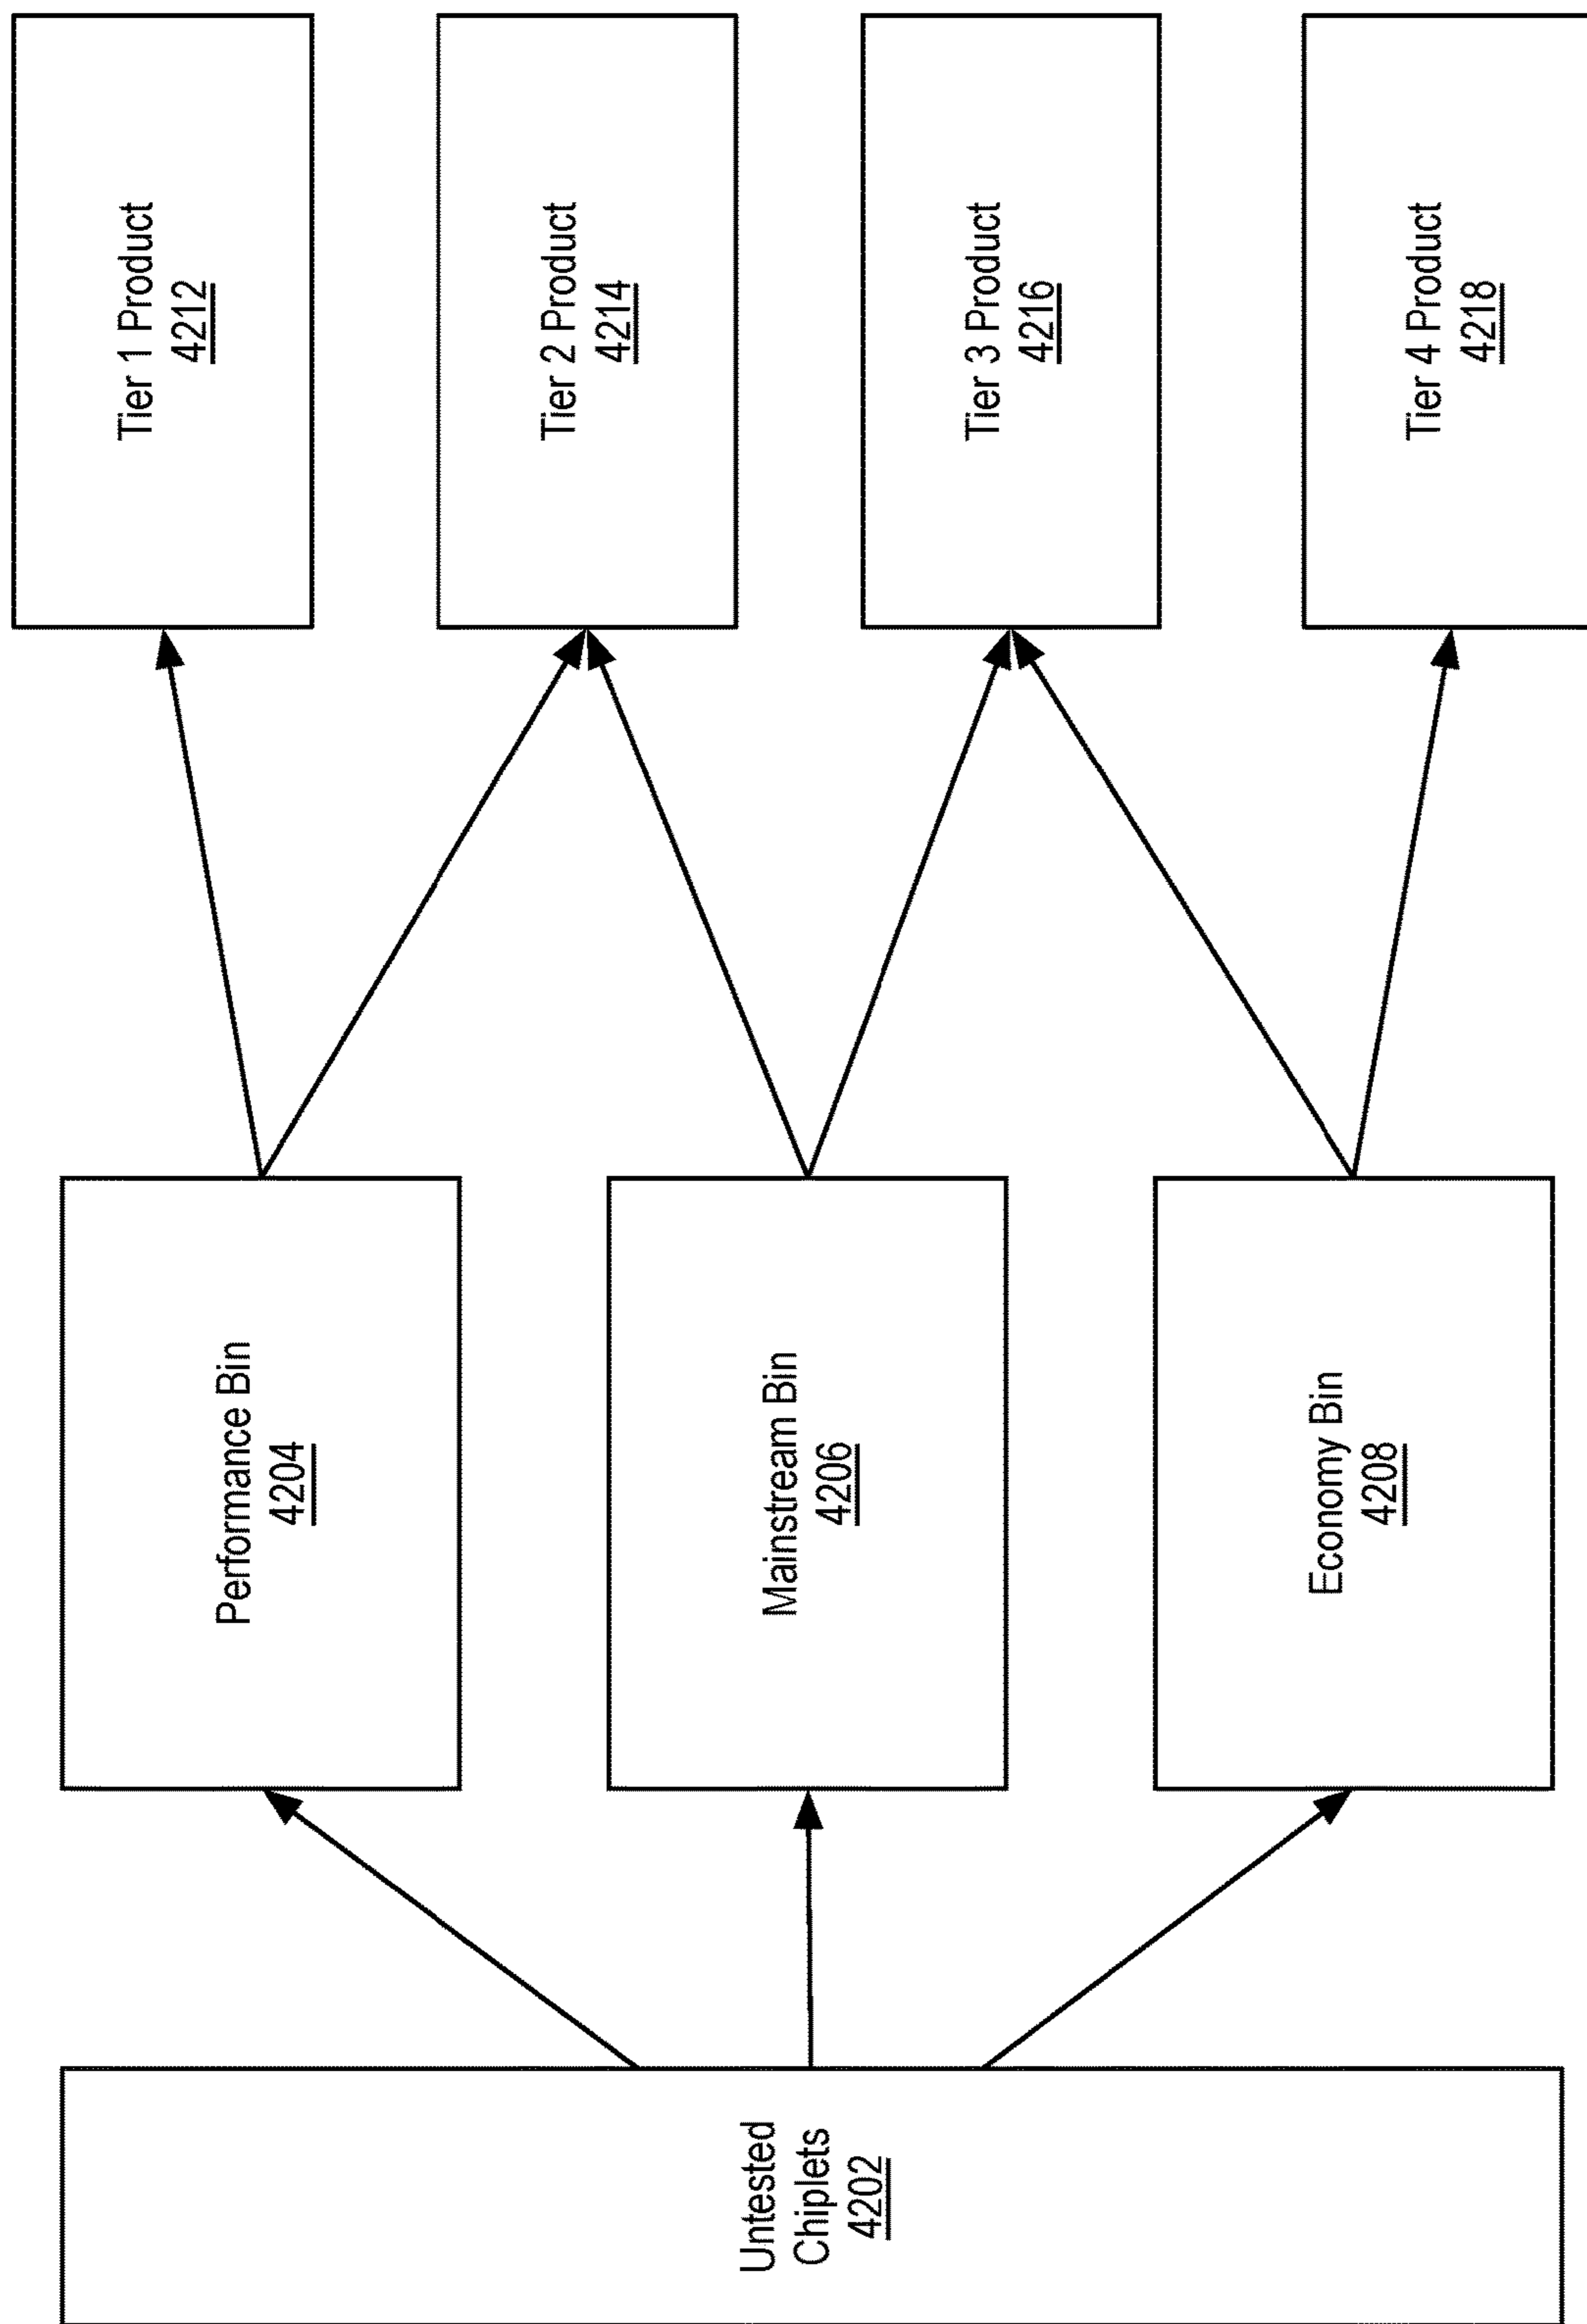 Untested
Chiplets
4202
Performance Bin
4204
Mainstream Bin
4206
Economy Bin
4208
Tier 1 Product
4212
Tier 2 Product
4214
Tier 3 Product
4216
Tier 4 Product
4218